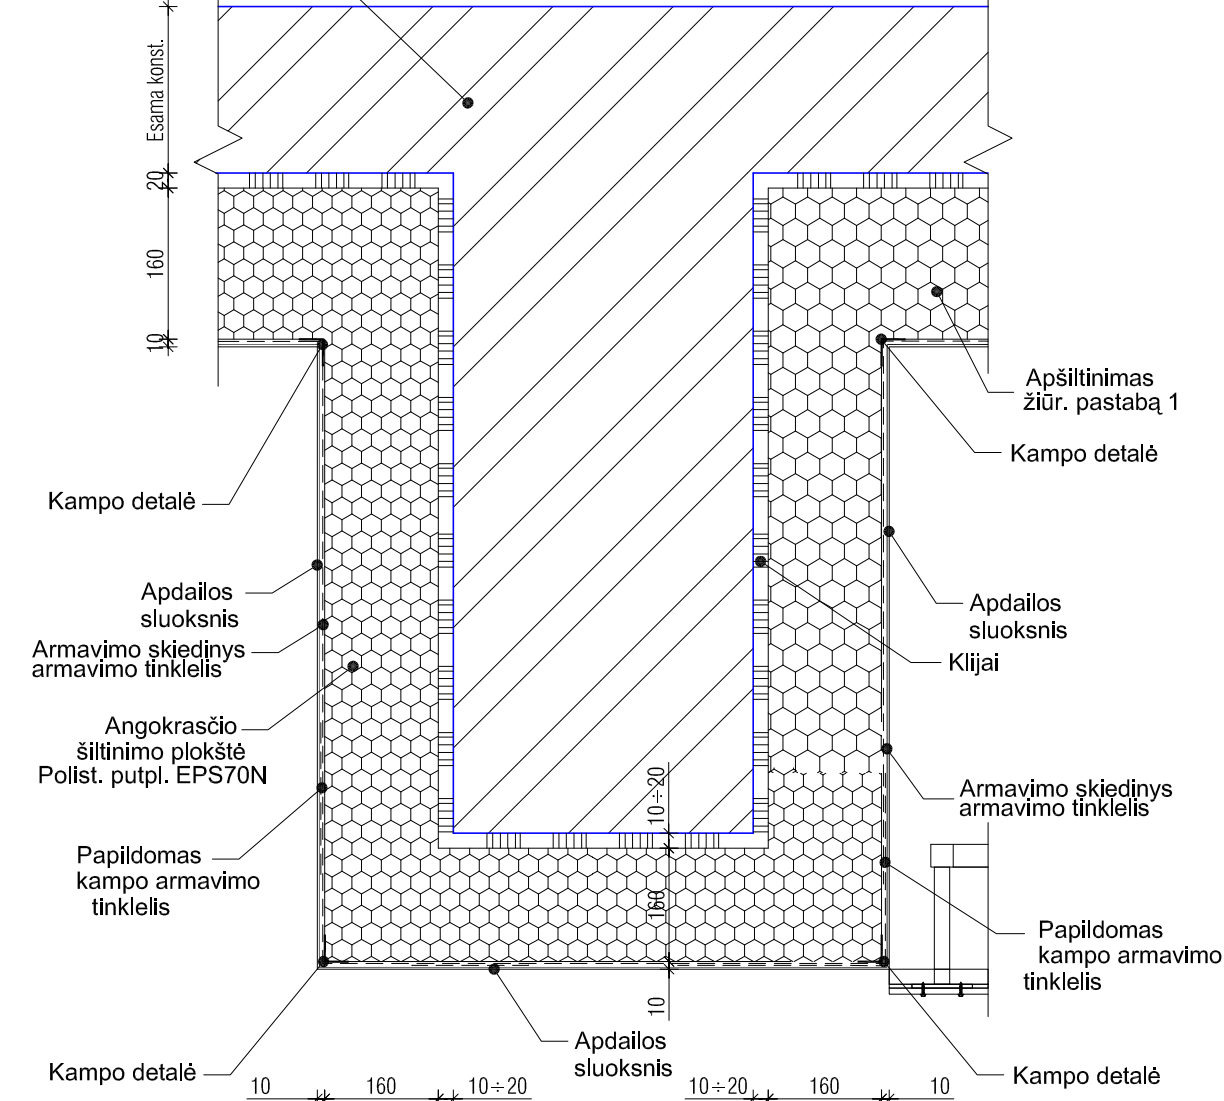 Esama konst.
20
160
10
Apšiltinimas
žiūr. pastabą 1
Kampo detalė
Kampo detalė
Apdailos
sluoksnis
Apdailos
sluoksnis
Armavimo skiedinys
armavimo tinklelis
Klijai
Angokrasčio
šiltinimo plokštė
Polist. putpl. EPS70N
10÷20
Armavimo skiedinys
armavimo tinklelis
Papildomas
kampo armavimo
tinklelis
160
Papildomas
kampo armavimo
tinklelis
10
Apdailos
sluoksnis
Kampo detalė
Kampo detalė
10 160 10÷20 10÷20 160 10